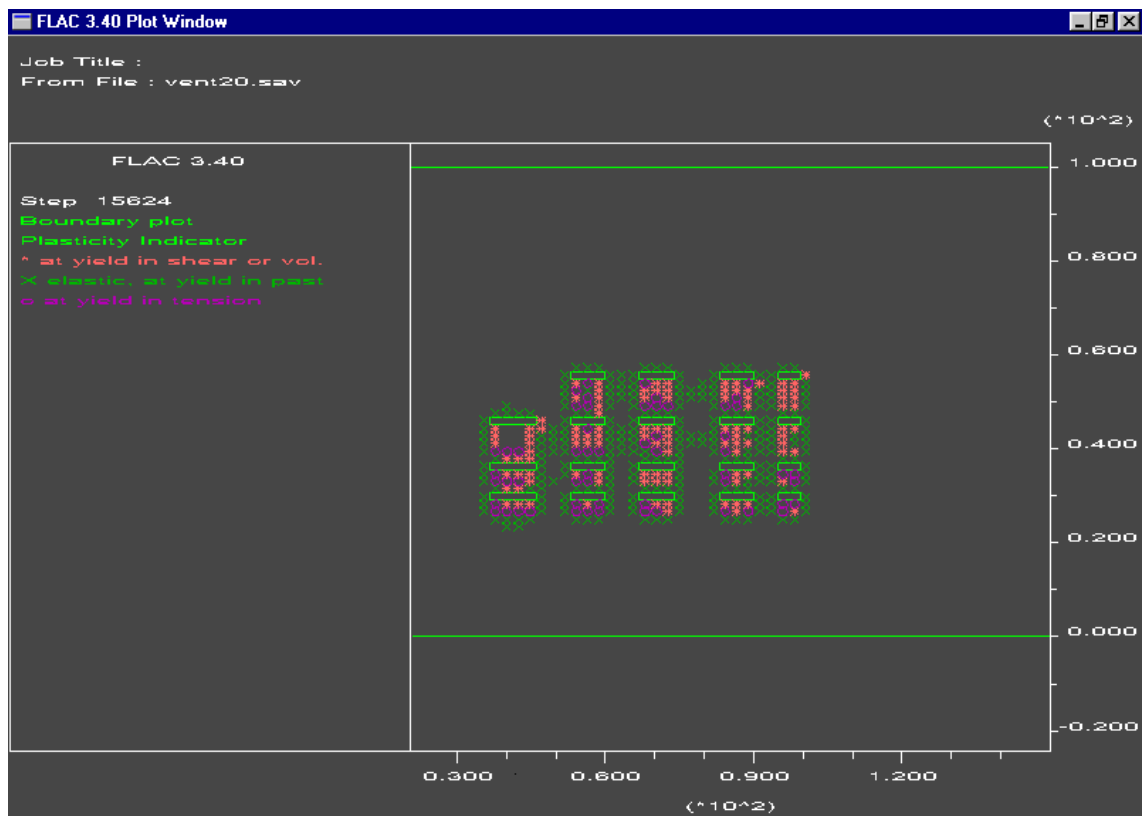 FLAC 3.40 Plot Window
Job Title :
From File : vent20.sav
(*10^2)
FLAC 3.40
Step 15624
Boundary plot
Plasticity Indicator
* at yield in shear or vol.
X elastic, at yield in past
o at yield in tension
1.000
0.800
0.600
0.400
0.200
0.000
-0.200
0.300 0.600 0.900 1.200
(*10^2)